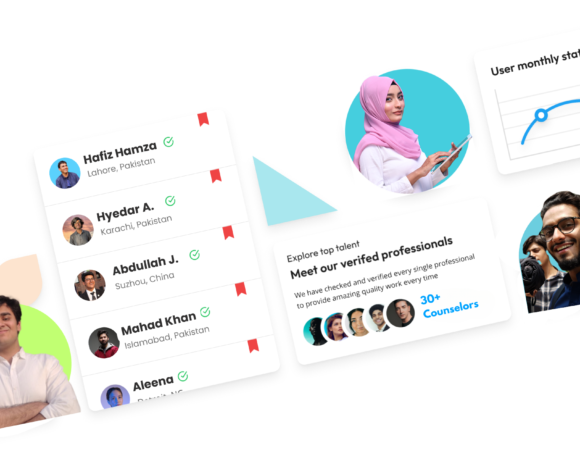 Hafiz Hamza
Lahore, Pakistan
Hyedar A.
Karachi, Pakistan
Abdullah J.
Suzhou, China
Mahad Khan
Islamabad, Pakistan
Aleena
Explore top talent
Meet our verifed professionals
We have checked and verified every single professional
to provide amazing quality work every time
30+
Counselors
User monthly stat